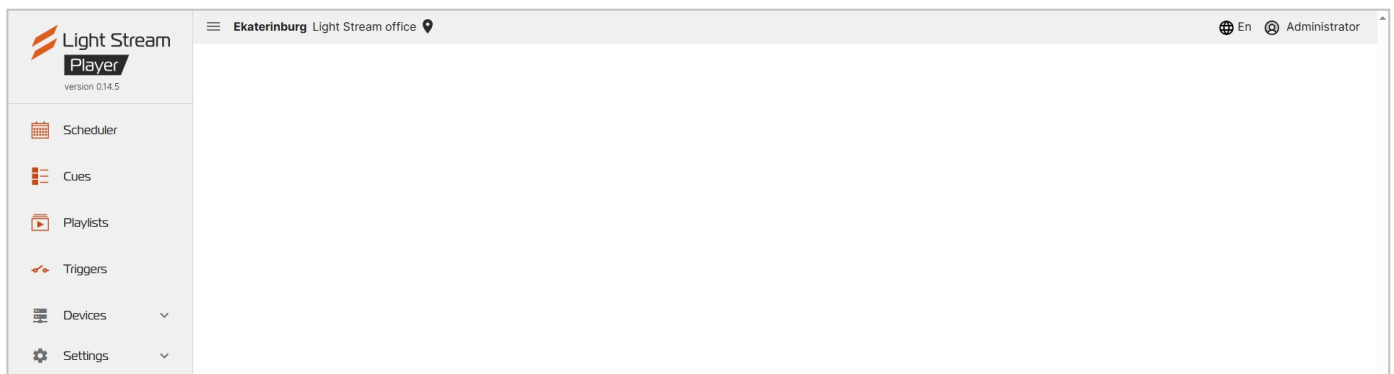 Light Stream
Player
version 0.14.5
Ekaterinburg Light Stream office
En Administrator
Scheduler
Cues
Playlists
Triggers
Devices
Settings